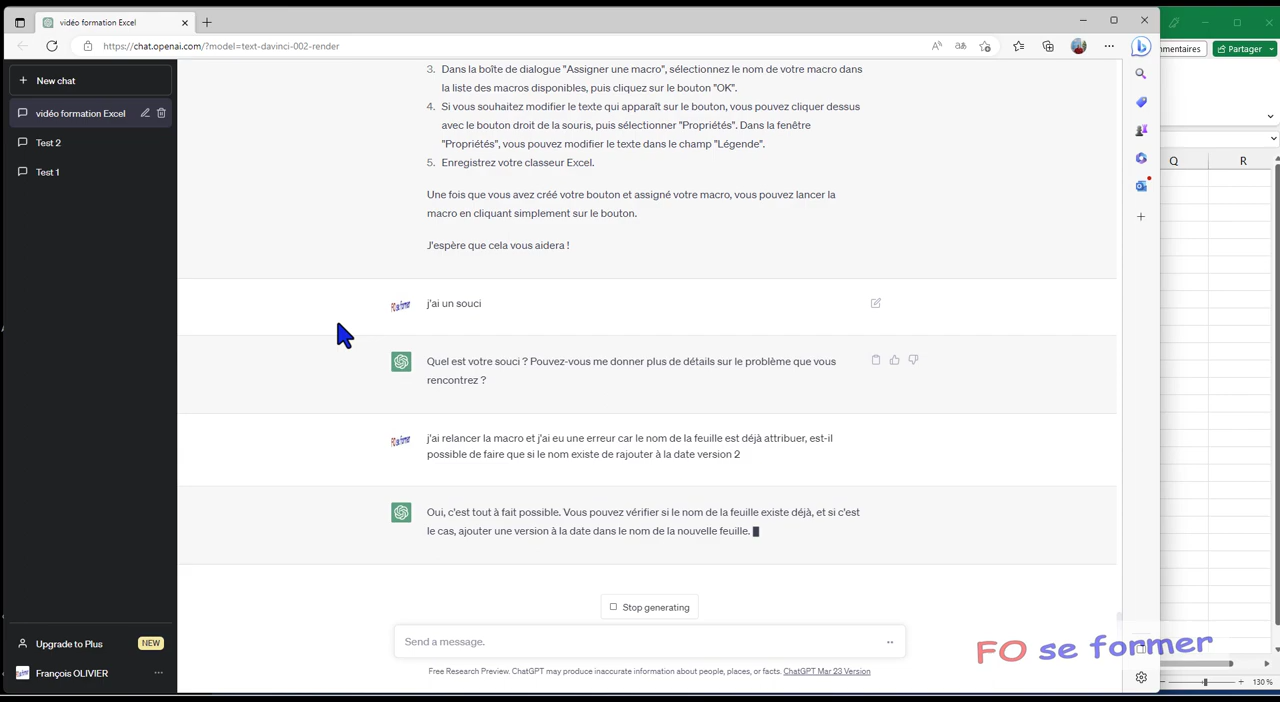 vidéo formation Excel
https://chat.openai.com/?model=text-davinci-002-render
mmentaires
Partager
New chat
vidéo formation Excel
Test 2
Test 1
3. Dans la boîte de dialogue "Assigner une macro", sélectionnez le nom de votre macro dans
la liste des macros disponibles, puis cliquez sur le bouton "OK".
4. Si vous souhaitez modifier le texte qui apparaît sur le bouton, vous pouvez cliquer dessus
avec le bouton droit de la souris, puis sélectionner "Propriétés". Dans la fenêtre
"Propriétés", vous pouvez modifier le texte dans le champ "Légende".
5. Enregistrez votre classeur Excel.
Une fois que vous avez créé votre bouton et assigné votre macro, vous pouvez lancer la
macro en cliquant simplement sur le bouton.
J'espère que cela vous aidera !
j'ai un souci
Quel est votre souci ? Pouvez-vous me donner plus de détails sur le problème que vous
rencontrez ?
j'ai relancer la macro et j'ai eu une erreur car le nom de la feuille est déjà attribuer, est-il
possible de faire que si le nom existe de rajouter à la date version 2
Oui, c'est tout à fait possible. Vous pouvez vérifier si le nom de la feuille existe déjà, et si c'est
le cas, ajouter une version à la date dans le nom de la nouvelle feuille.
Stop generating
Send a message.
Free Research Preview. ChatGPT may produce inaccurate information about people, places, or facts. ChatGPT Mar 23 Version
Upgrade to Plus
NEW
François OLIVIER
Q R
FO se former
130 %